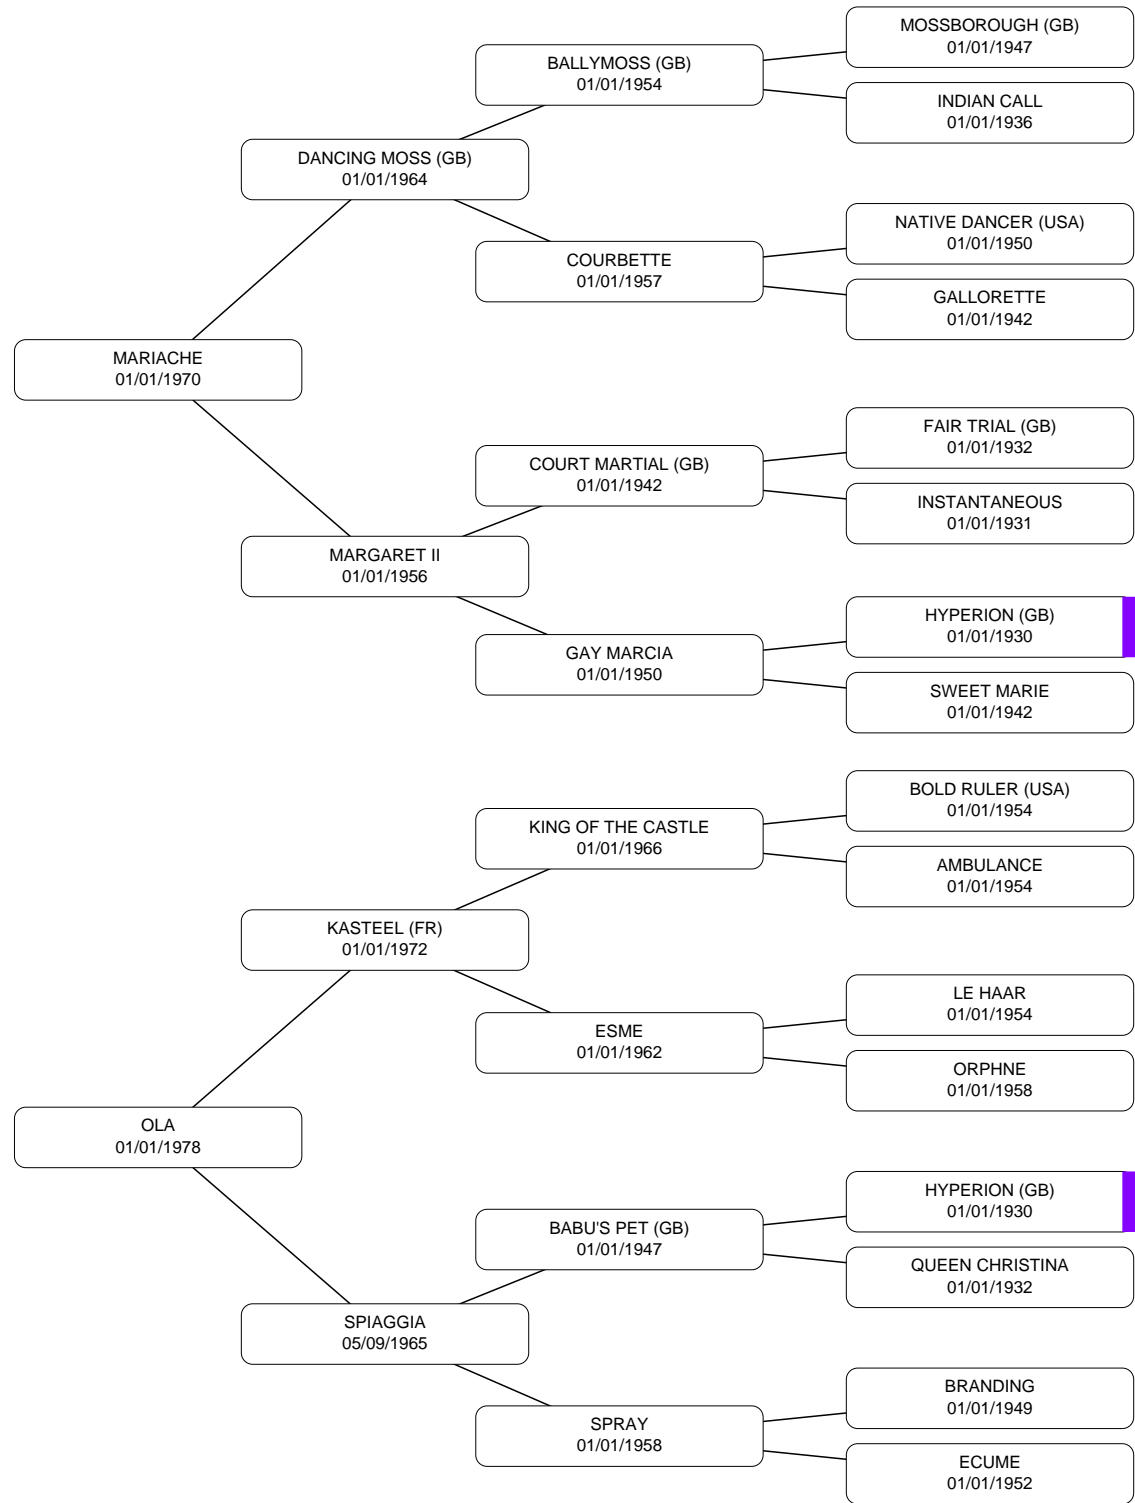 MOSSBOROUGH (GB)
01/01/1947
BALLYMOSS (GB)
01/01/1954
INDIAN CALL
01/01/1936
DANCING MOSS (GB)
01/01/1964
NATIVE DANCER (USA)
01/01/1950
COURBETTE
01/01/1957
GALLORETTE
01/01/1942
MARIACHE
01/01/1970
FAIR TRIAL (GB)
01/01/1932
COURT MARTIAL (GB)
01/01/1942
INSTANTANEOUS
01/01/1931
MARGARET II
01/01/1956
HYPERION (GB)
01/01/1930
GAY MARCIA
01/01/1950
SWEET MARIE
01/01/1942
BOLD RULER (USA)
01/01/1954
KING OF THE CASTLE
01/01/1966
AMBULANCE
01/01/1954
KASTEEL (FR)
01/01/1972
LE HAAR
01/01/1954
ESME
01/01/1962
ORPHNE
01/01/1958
OLA
01/01/1978
HYPERION (GB)
01/01/1930
BABU'S PET (GB)
01/01/1947
QUEEN CHRISTINA
01/01/1932
SPIAGGIA
05/09/1965
BRANDING
01/01/1949
SPRAY
01/01/1958
ECUME
01/01/1952